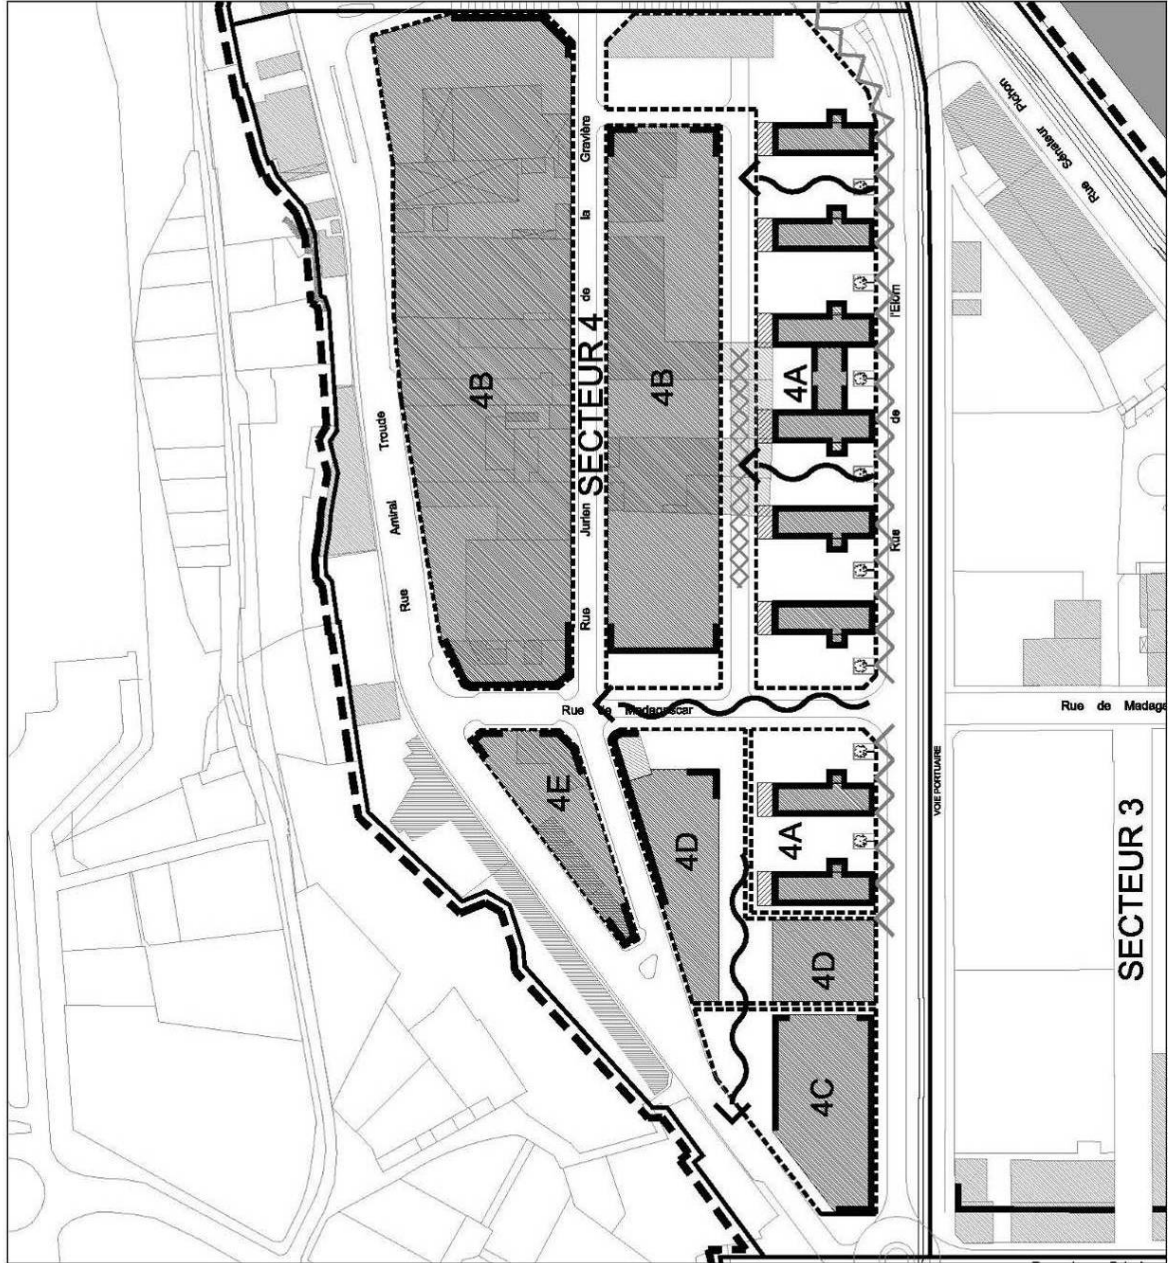 Rue Sénateur Pichon
Rue Jurien de la Gravière
Rue Amiral Troude
4B
SECTEUR 4
4B
4A
Rue de l'Elorn
Rue de Madagascar
Rue de Madaga
4E
4D
4A
VOIE PORTUAIRE
4D
4C
SECTEUR 3